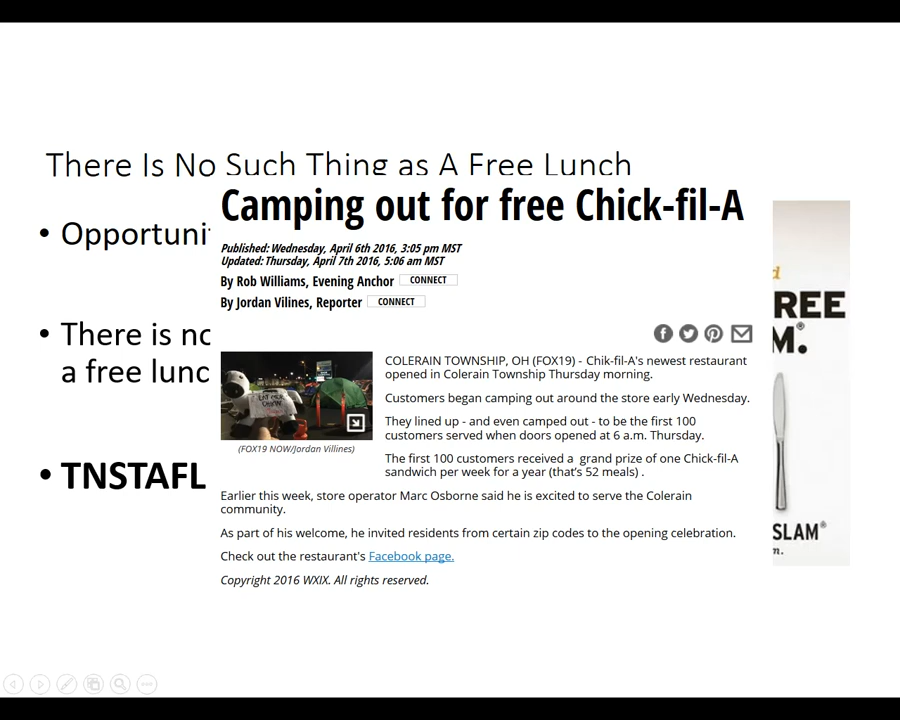 There Is No Such Thing as A Free Lunch
Camping out for free Chick-fil-A
• Opportuni
Published: Wednesday, April 6th 2016, 3:05 pm MST
Updated: Thursday, April 7th 2016, 5:06 am MST
By Rob Williams, Evening Anchor CONNECT
By Jordan Vilines, Reporter CONNECT
• There is no
a free lunc
• TNSTAFL
COLERAIN TOWNSHIP, OH (FOX19) - Chik-fil-A's newest restaurant
opened in Colerain Township Thursday morning.
Customers began camping out around the store early Wednesday.
They lined up - and even camped out - to be the first 100
customers served when doors opened at 6 a.m. Thursday.
The first 100 customers received a grand prize of one Chick-fil-A
sandwich per week for a year (that's 52 meals) .
(FOX19 NOW/Jordan Villines)
Earlier this week, store operator Marc Osborne said he is excited to serve the Colerain
community.
As part of his welcome, he invited residents from certain zip codes to the opening celebration.
Check out the restaurant's Facebook page.
Copyright 2016 WXIX. All rights reserved.
d
REE
M.®
SLAM®
m.